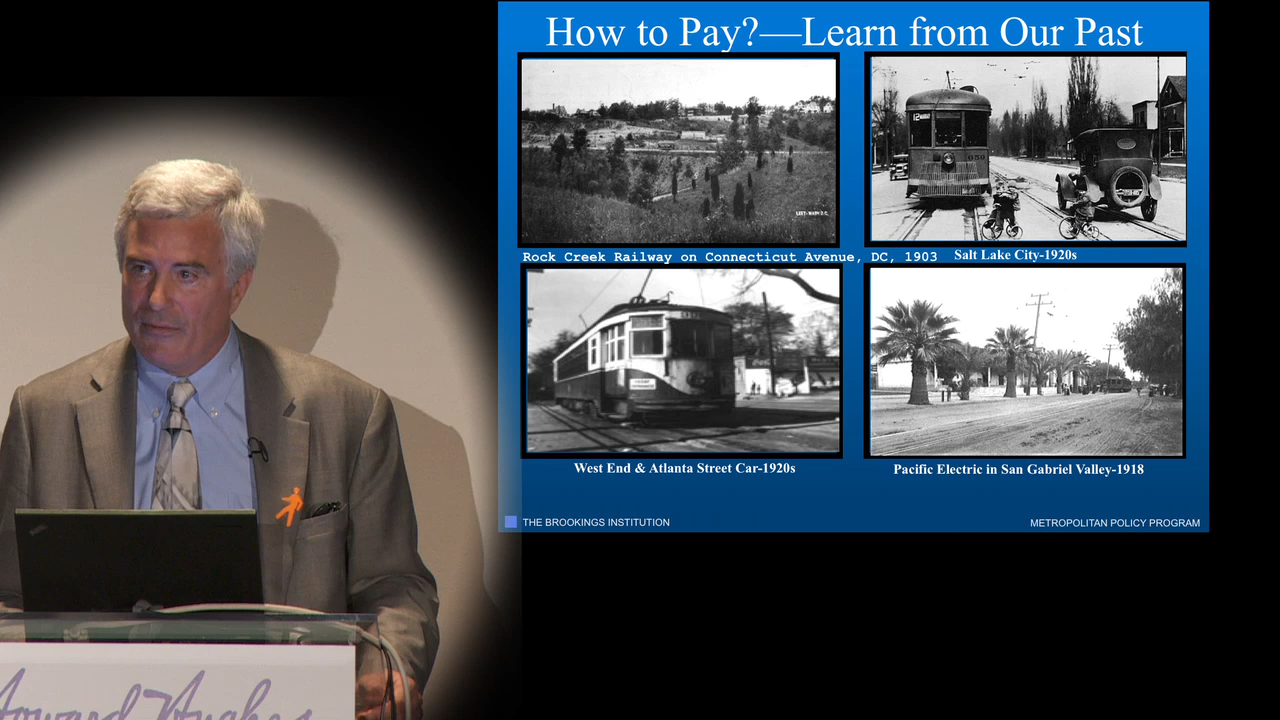 How to Pay?—Learn from Our Past
Rock Creek Railway on Connecticut Avenue, DC, 1903
Salt Lake City-1920s
West End & Atlanta Street Car-1920s
Pacific Electric in San Gabriel Valley-1918
THE BROOKINGS INSTITUTION
METROPOLITAN POLICY PROGRAM
Howard Hughes